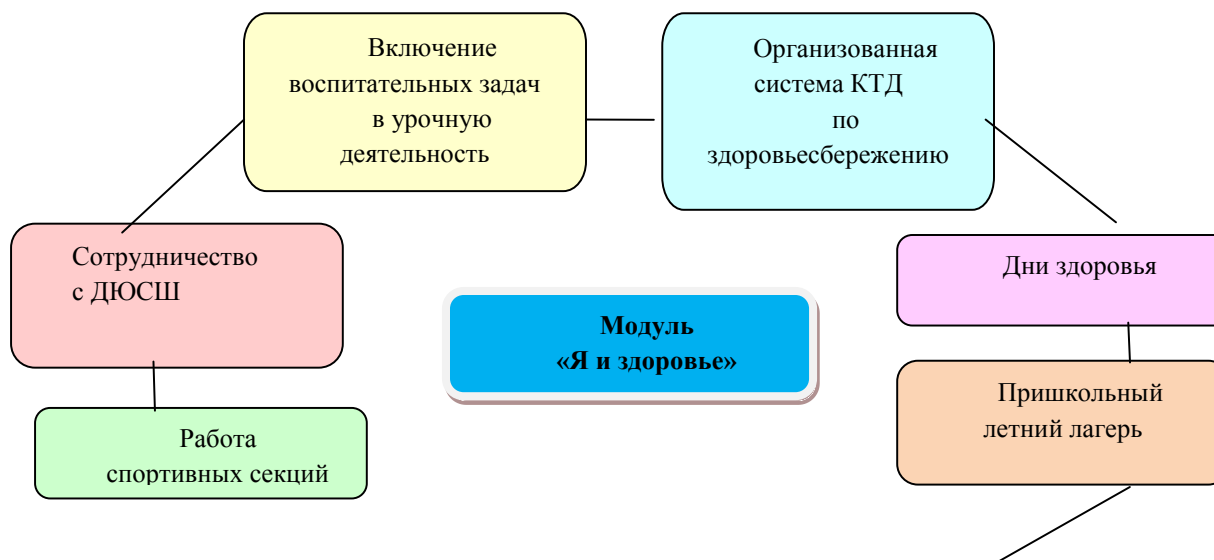 Включение
воспитательных задач
в урочную
деятельность
Организованная
система КТД
по
здоровьесбережению
Сотрудничество
с ДЮСШ
Дни здоровья
Модуль
«Я и здоровье»
Пришкольный
летний лагерь
Работа
спортивных секций